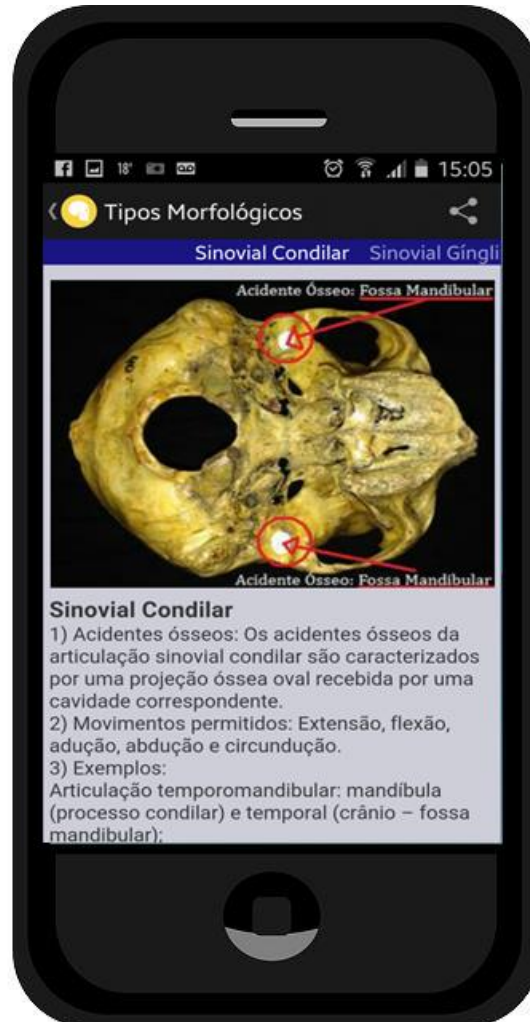 18° 15:05
Tipos Morfológicos
Sinovial Condilar Sinovial Gíngli
Acidente Ósseo: Fossa Mandíbular
Acidente Ósseo: Fossa Mandíbular
Sinovial Condilar
1) Acidentes ósseos: Os acidentes ósseos da
articulação sinovial condilar são caracterizados
por uma projeção óssea oval recebida por uma
cavidade correspondente.
2) Movimentos permitidos: Extensão, flexão,
adução, abdução e circundução.
3) Exemplos:
Articulação temporomandibular: mandíbula
(processo condilar) e temporal (crânio – fossa
mandibular);